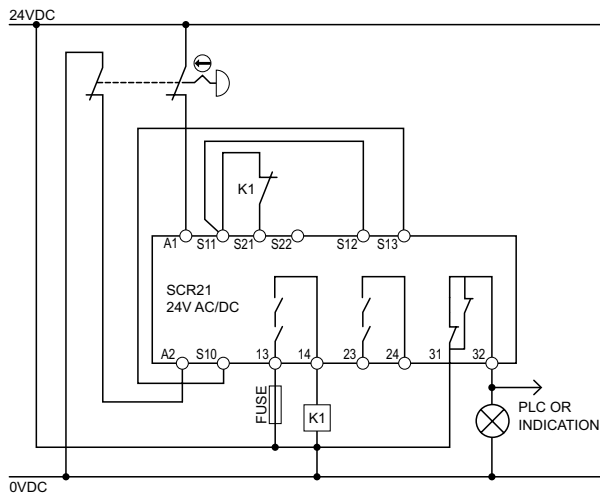 24VDC
K1
A1 S11 S21 S22 S12 S13
SCR21
24V AC/DC
A2 S10 13 14 23 24 31 32
FUSE
K1
PLC OR
INDICATION
0VDC